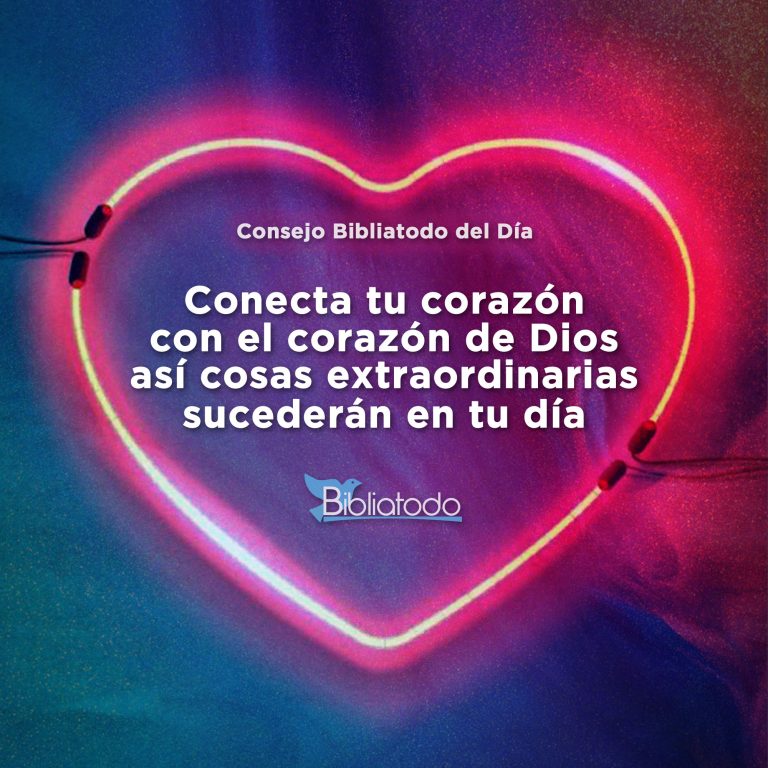 Consejo Bibliatodo del Día
Conecta tu corazón
con el corazón de Dios
así cosas extraordinarias
sucederán en tu día
Bibliatodo